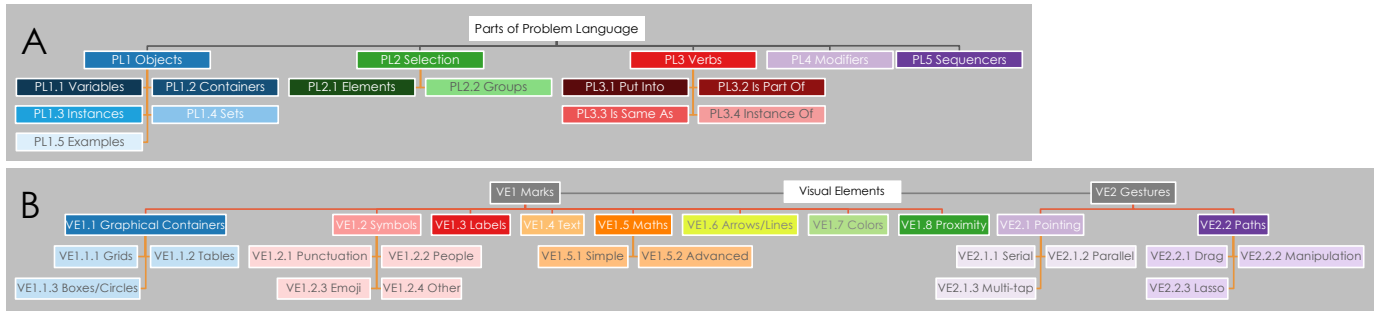 A
Parts of Problem Language
PL1 Objects PL2 Selection PL3 Verbs PL4 Modifiers PL5 Sequencers
PL1.1 Variables PL1.2 Containers PL2.1 Elements PL2.2 Groups PL3.1 Put Into PL3.2 Is Part Of
PL1.3 Instances PL1.4 Sets PL3.3 Is Same As PL3.4 Instance Of
PL1.5 Examples
B
VE1 Marks Visual Elements VE2 Gestures
VE1.1 Graphical Containers VE1.2 Symbols VE1.3 Labels VE1.4 Text VE1.5 Maths VE1.6 Arrows/Lines VE1.7 Colors VE1.8 Proximity VE2.1 Pointing VE2.2 Paths
VE1.1.1 Grids VE1.1.2 Tables VE1.2.1 Punctuation VE1.2.2 People VE1.5.1 Simple VE1.5.2 Advanced VE2.1.1 Serial VE2.1.2 Parallel VE2.2.1 Drag VE2.2.2 Manipulation
VE1.1.3 Boxes/Circles VE1.2.3 Emoji VE1.2.4 Other VE2.1.3 Multi-tap VE2.2.3 Lasso